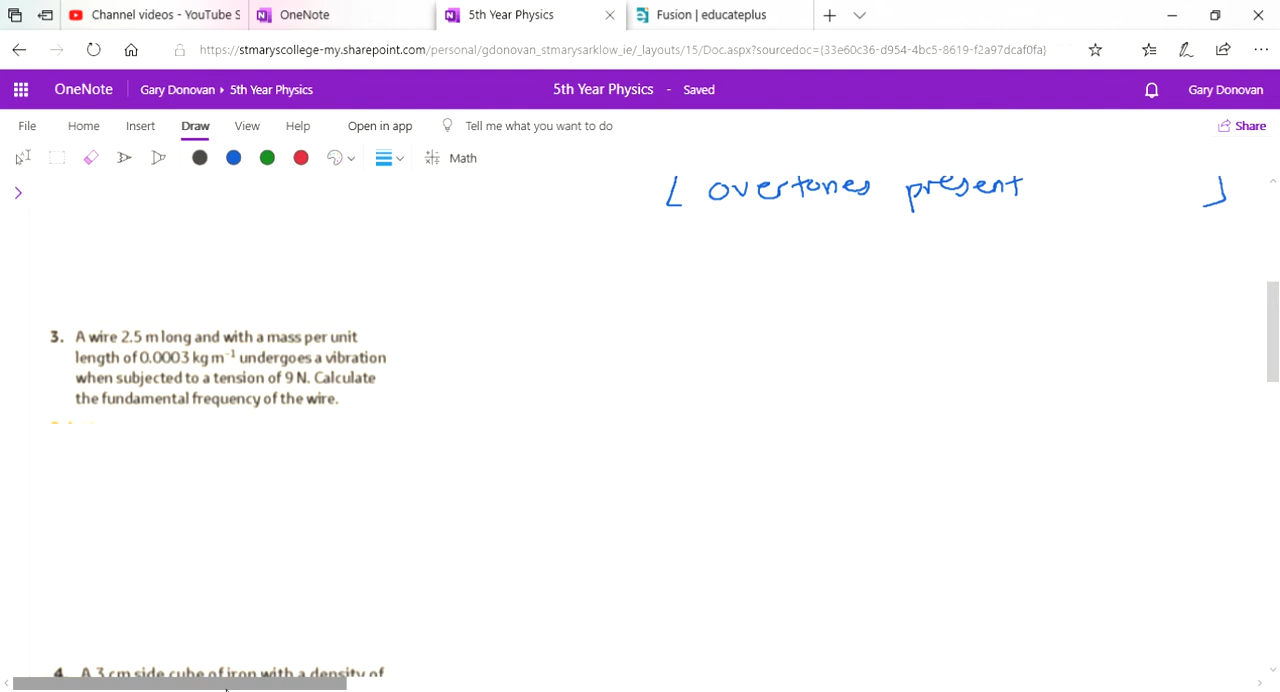 Channel videos - YouTube S
OneNote
5th Year Physics
Fusion | educateplus
https://stmaryscollege-my.sharepoint.com/personal/gdonovan_stmarysarklow_ie/_layouts/15/Doc.aspx?sourcedoc={33e60c36-d954-4bc5-8619-f2a97dcaf0fa}
OneNote
Gary Donovan ▸ 5th Year Physics
5th Year Physics - Saved
Gary Donovan
File Home Insert Draw View Help Open in app Tell me what you want to do Share
Math
[ overtones present ]
3. A wire 2.5 m long and with a mass per unit
length of 0.0003 kg m⁻¹ undergoes a vibration
when subjected to a tension of 9 N. Calculate
the fundamental frequency of the wire.
4. A 3 cm side cube of iron with a density of